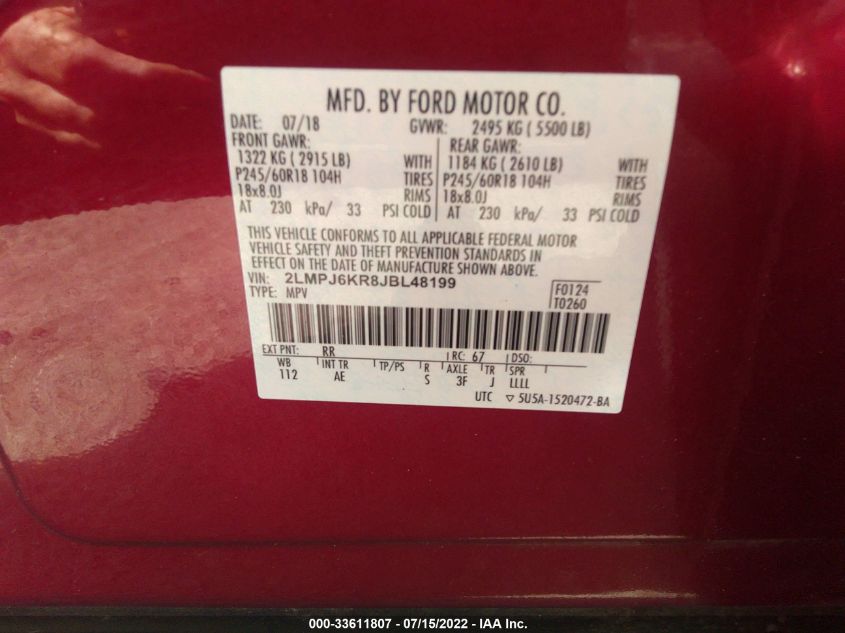 MFD. BY FORD MOTOR CO.
DATE: 07/18 GVWR: 2495 KG ( 5500 LB)
FRONT GAWR: REAR GAWR:
1322 KG ( 2915 LB) WITH 1184 KG ( 2610 LB) WITH
P245/60R18 104H TIRES P245/60R18 104H TIRES
18x8.0J RIMS 18x8.0J RIMS
AT 230 kPa/ 33 PSI COLD AT 230 kPa/ 33 PSI COLD
THIS VEHICLE CONFORMS TO ALL APPLICABLE FEDERAL MOTOR
VEHICLE SAFETY AND THEFT PREVENTION STANDARDS IN
EFFECT ON THE DATE OF MANUFACTURE SHOWN ABOVE.
VIN: 2LMPJ6KR8JBL48199 F0124
TYPE: MPV T0260
EXT PNT: RR RC: 67 DSO:
WB INT TR TP/PS R AXLE TR SPR
112 AE S 3F J LLLL
UTC ▽ 5U5A-1520472-BA
000-33611807 - 07/15/2022 - IAA Inc.